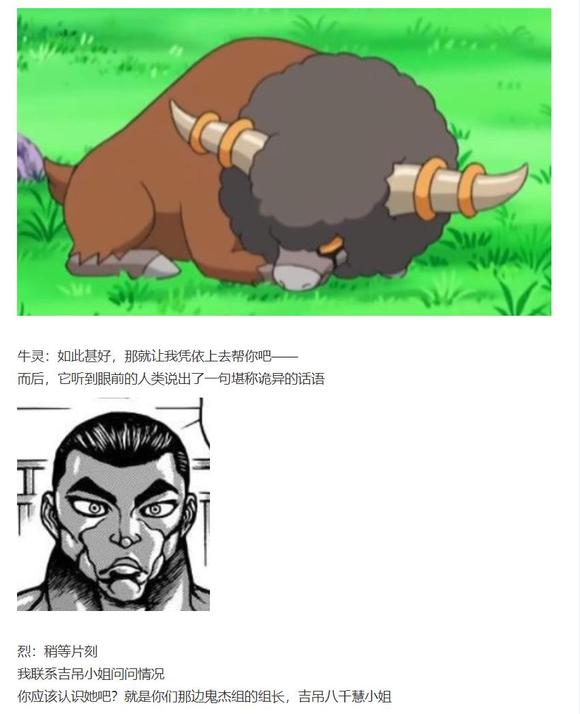 牛灵：如此甚好，那就让我凭依上去帮你吧——
而后，它听到眼前的人类说出了一句堪称诡异的话语
烈：稍等片刻
我联系吉吊小姐问问情况
你应该认识她吧？就是你们那边鬼杰组的组长，吉吊八千慧小姐